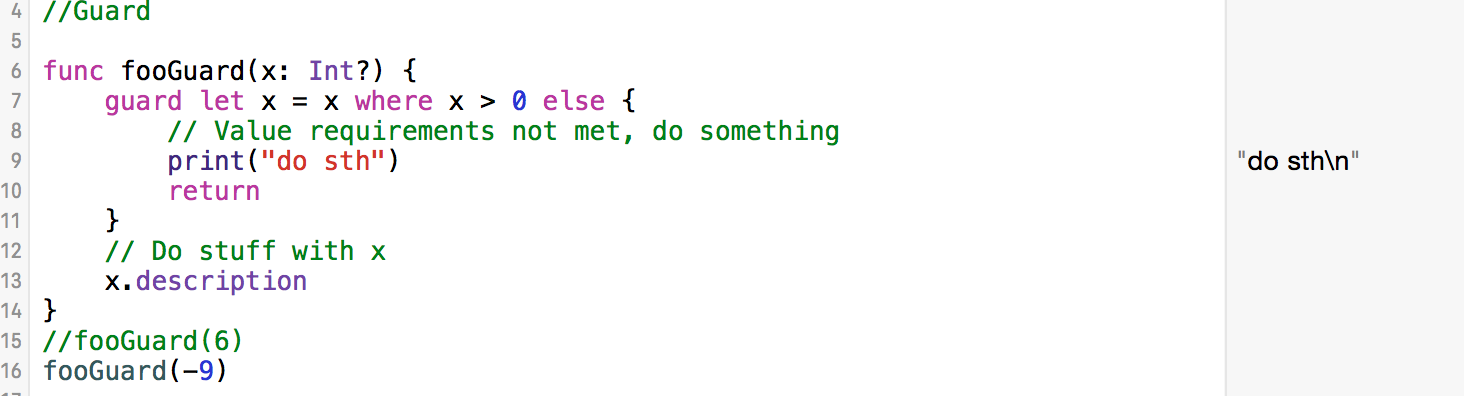 4 //Guard
5
6 func fooGuard(x: Int?) {
7     guard let x = x where x > 0 else {
8         // Value requirements not met, do something
9         print("do sth") "do sth\n"
10         return
11     }
12     // Do stuff with x
13     x.description
14 }
15 //fooGuard(6)
16 fooGuard(-9)